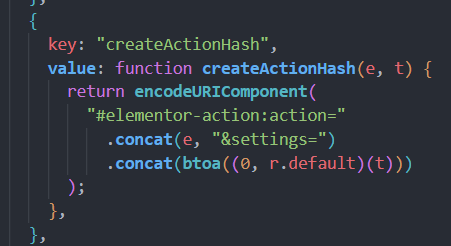 },
{
key: "createActionHash",
value: function createActionHash(e, t) {
return encodeURIComponent(
"#elementor-action:action="
.concat(e, "&settings=")
.concat(btoa((0, r.default)(t)))
);
},
},